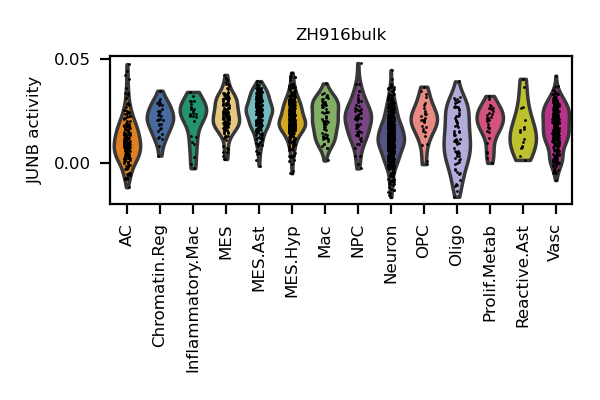 ZH916bulk
JUNB activity
0.05
0.00
AC
Chromatin.Reg
Inflammatory.Mac
MES
MES.Ast
MES.Hyp
Mac
NPC
Neuron
OPC
Oligo
Prolif.Metab
Reactive.Ast
Vasc